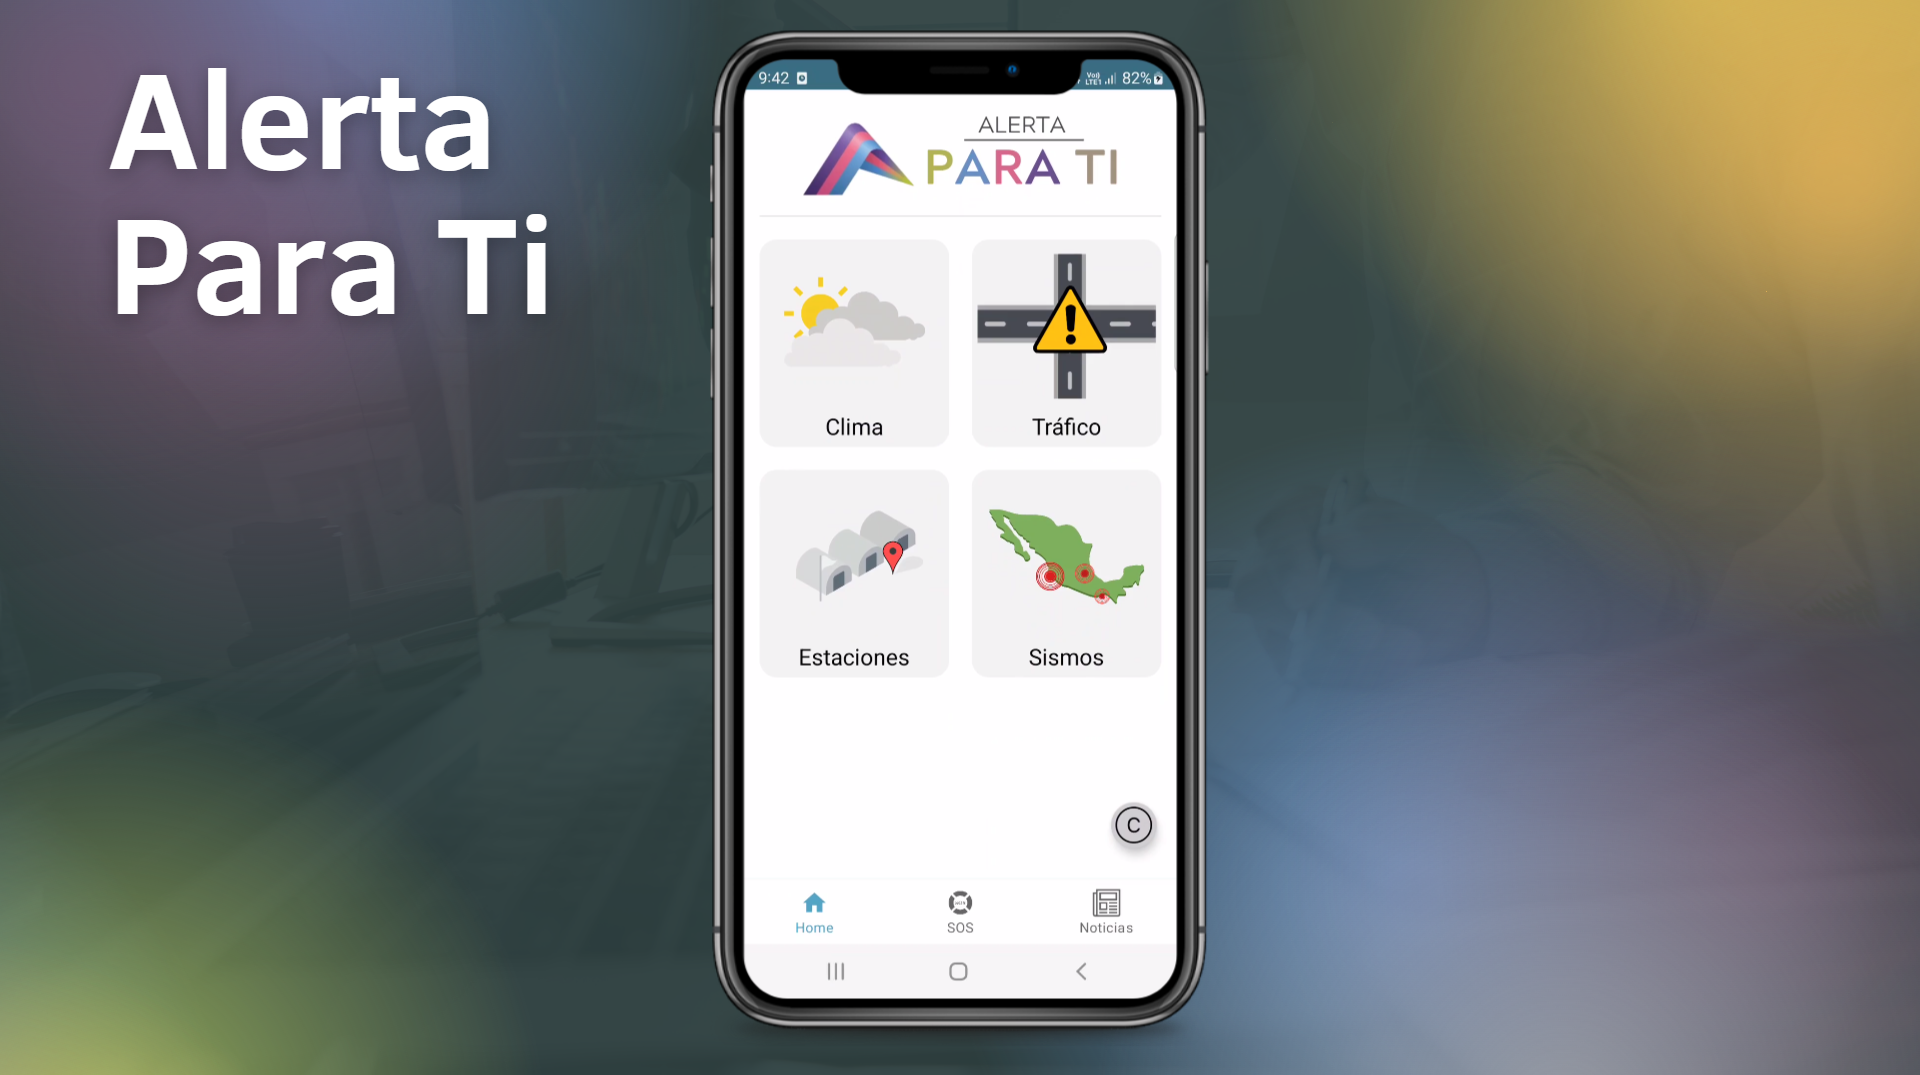 Alerta
Para Ti
9:42
82%
ALERTA
PARA TI
Clima
Tráfico
Estaciones
Sismos
C
Home
SOS
Noticias